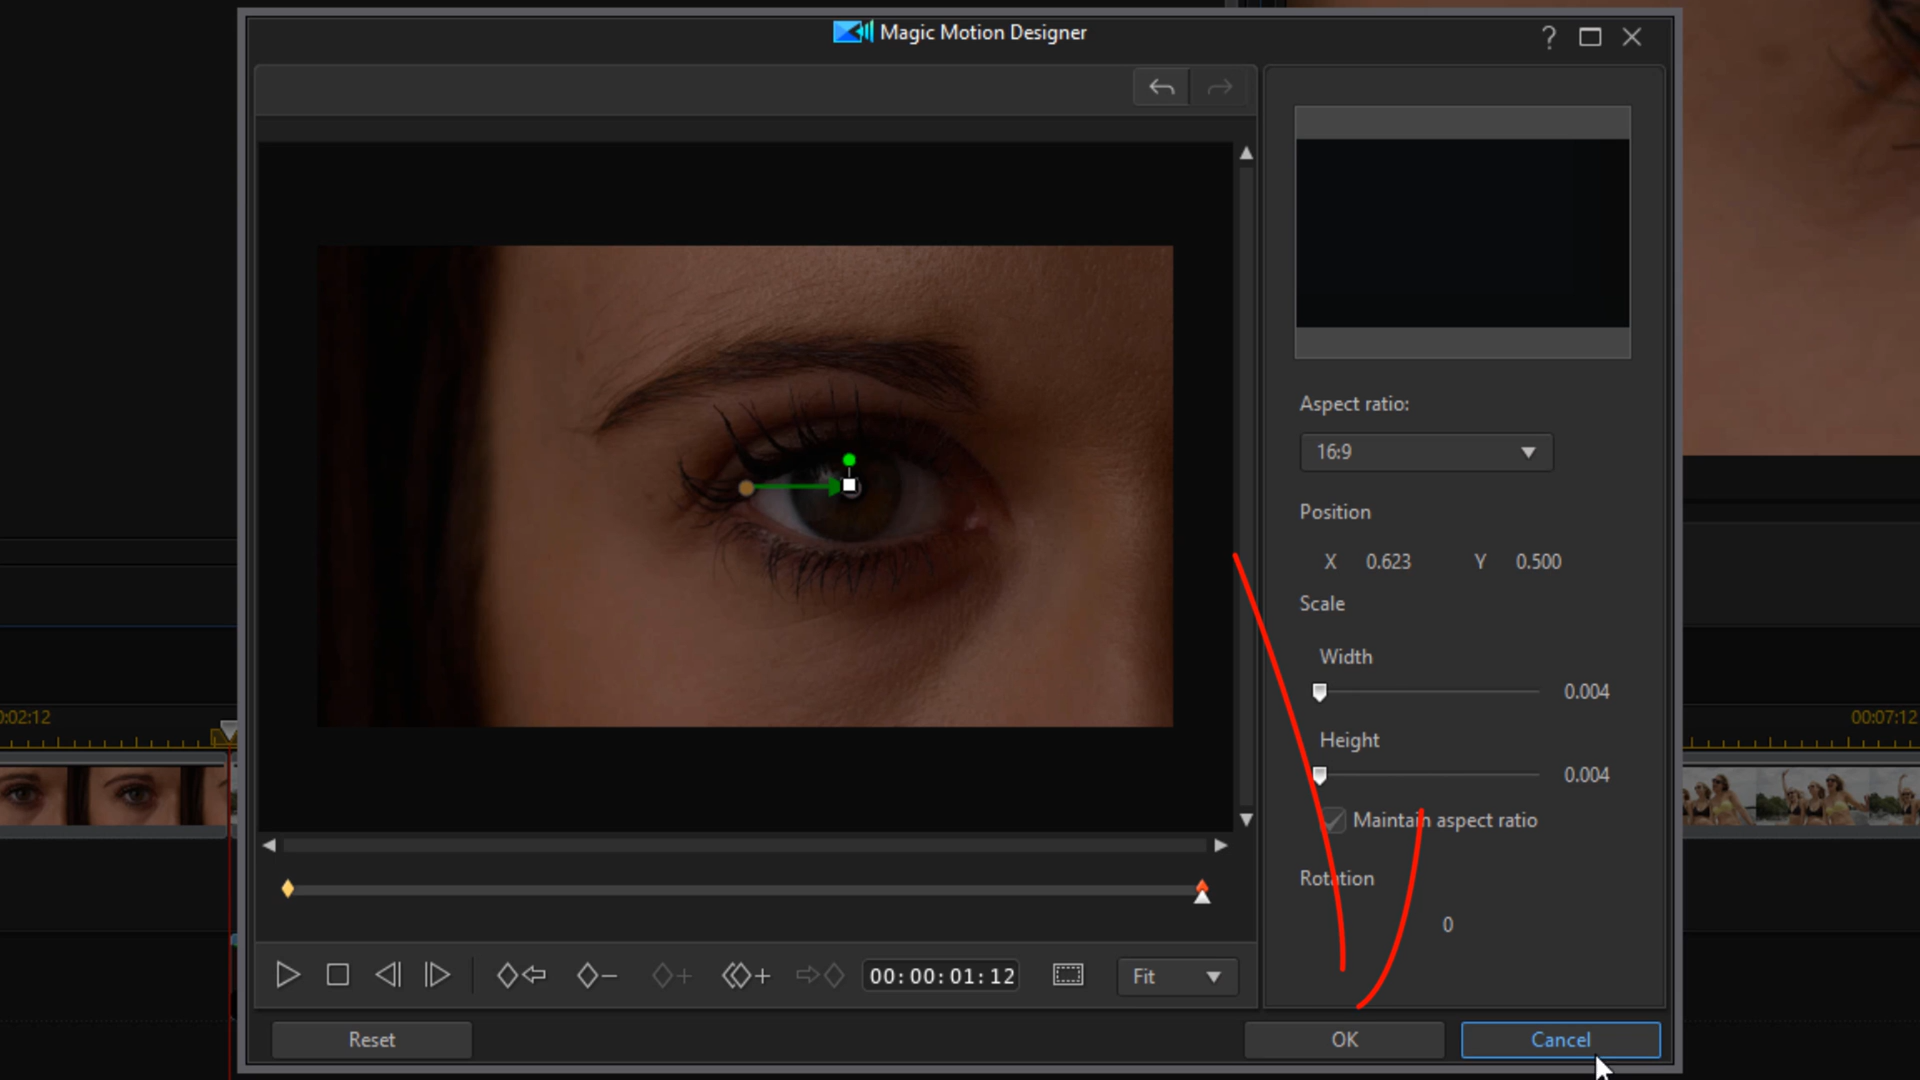 Magic Motion Designer
?
Aspect ratio:
16:9
Position
X 0.623 Y 0.500
Scale
Width
0.004
0:02:12
00:07:12
Height
0.004
Maintain aspect ratio
Rotation
0
00:00:01:12
Fit
Reset
OK
Cancel